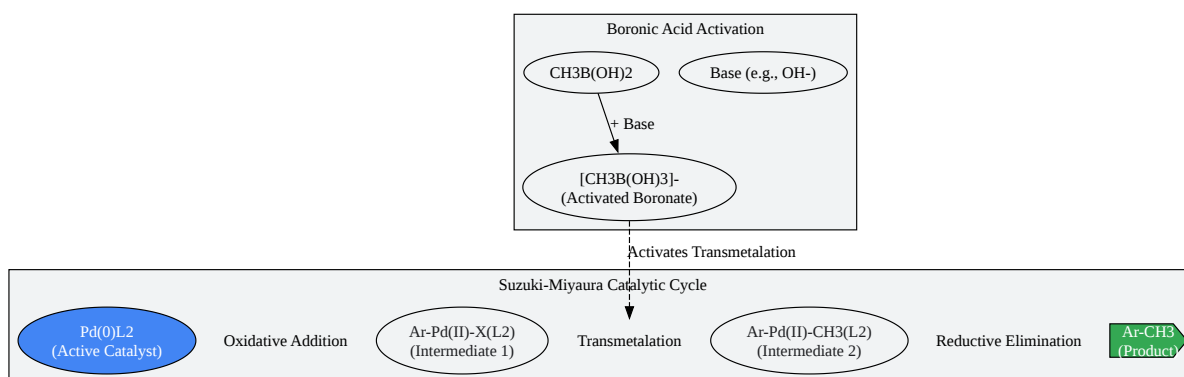 Boronic Acid Activation
CH3B(OH)2
Base (e.g., OH-)
+ Base
[CH3B(OH)3]-
(Activated Boronate)
Activates Transmetalation
Suzuki-Miyaura Catalytic Cycle
Pd(0)L2
(Active Catalyst)
Oxidative Addition
Ar-Pd(II)-X(L2)
(Intermediate 1)
Transmetalation
Ar-Pd(II)-CH3(L2)
(Intermediate 2)
Reductive Elimination
Ar-CH3
(Product)